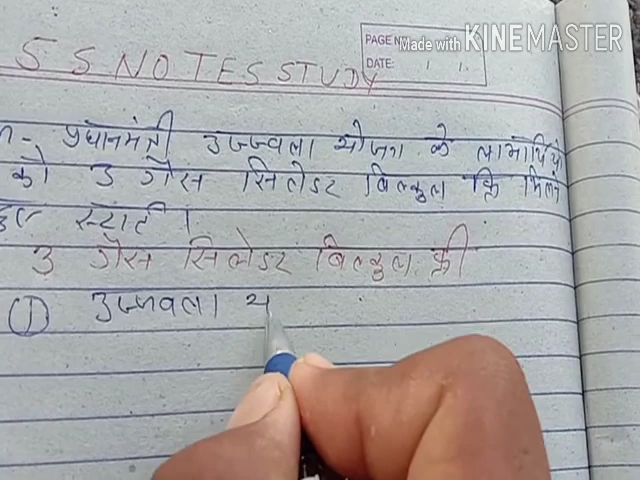 PAGE NO
DATE:
Made with KINEMASTER
S S NOTES STUDY
प्रधानमंत्री उज्ज्वला योजना के लाभार्थियो
को 3 गैस सिलेंडर बिल्कुल फ्रि मिलन
स्टार्ट।
3 गैस सिलेंडर बिल्कुल फ्री
① उज्जवला य